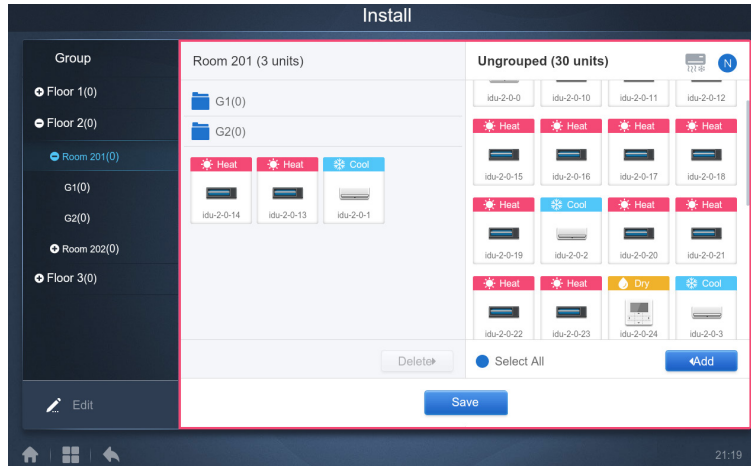 Install
Group
Floor 1(0)
Floor 2(0)
Room 201(0)
G1(0)
G2(0)
Room 202(0)
Floor 3(0)
Edit
Room 201 (3 units)
G1(0)
G2(0)
Heat Heat Cool
idu-2-0-14 idu-2-0-13 idu-2-0-1
Delete
Ungrouped (30 units) N
idu-2-0-0 idu-2-0-10 idu-2-0-11 idu-2-0-12
Heat Heat Heat Heat
idu-2-0-15 idu-2-0-16 idu-2-0-17 idu-2-0-18
Heat Cool Heat Heat
idu-2-0-19 idu-2-0-2 idu-2-0-20 idu-2-0-21
Heat Heat Dry Cool
idu-2-0-22 idu-2-0-23 idu-2-0-24 idu-2-0-3
Select All Add
Save
21:19